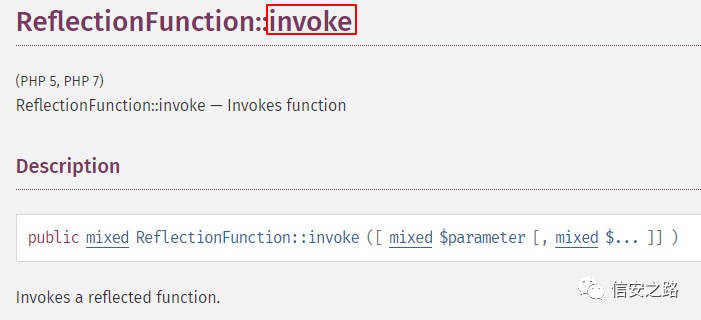 ReflectionFunction::invoke
(PHP 5, PHP 7)
ReflectionFunction::invoke — Invokes function
Description
public mixed ReflectionFunction::invoke ([ mixed $parameter [, mixed $... ]] )
Invokes a reflected function.
信安之路